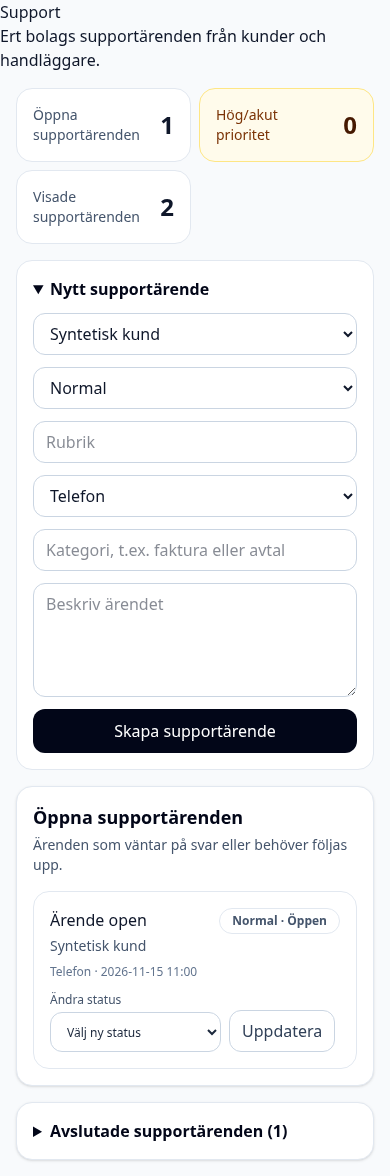 Support
Ert bolags supportärenden från kunder och
handläggare.
Öppna
supportärenden
1
Hög/akut
prioritet
0
Visade
supportärenden
2
Nytt supportärende
Syntetisk kund
Normal
Rubrik
Telefon
Kategori, t.ex. faktura eller avtal
Beskriv ärendet
Skapa supportärende
Öppna supportärenden
Ärenden som väntar på svar eller behöver följas
upp.
Ärende open
Normal · Öppen
Syntetisk kund
Telefon · 2026-11-15 11:00
Ändra status
Välj ny status
Uppdatera
Avslutade supportärenden (1)